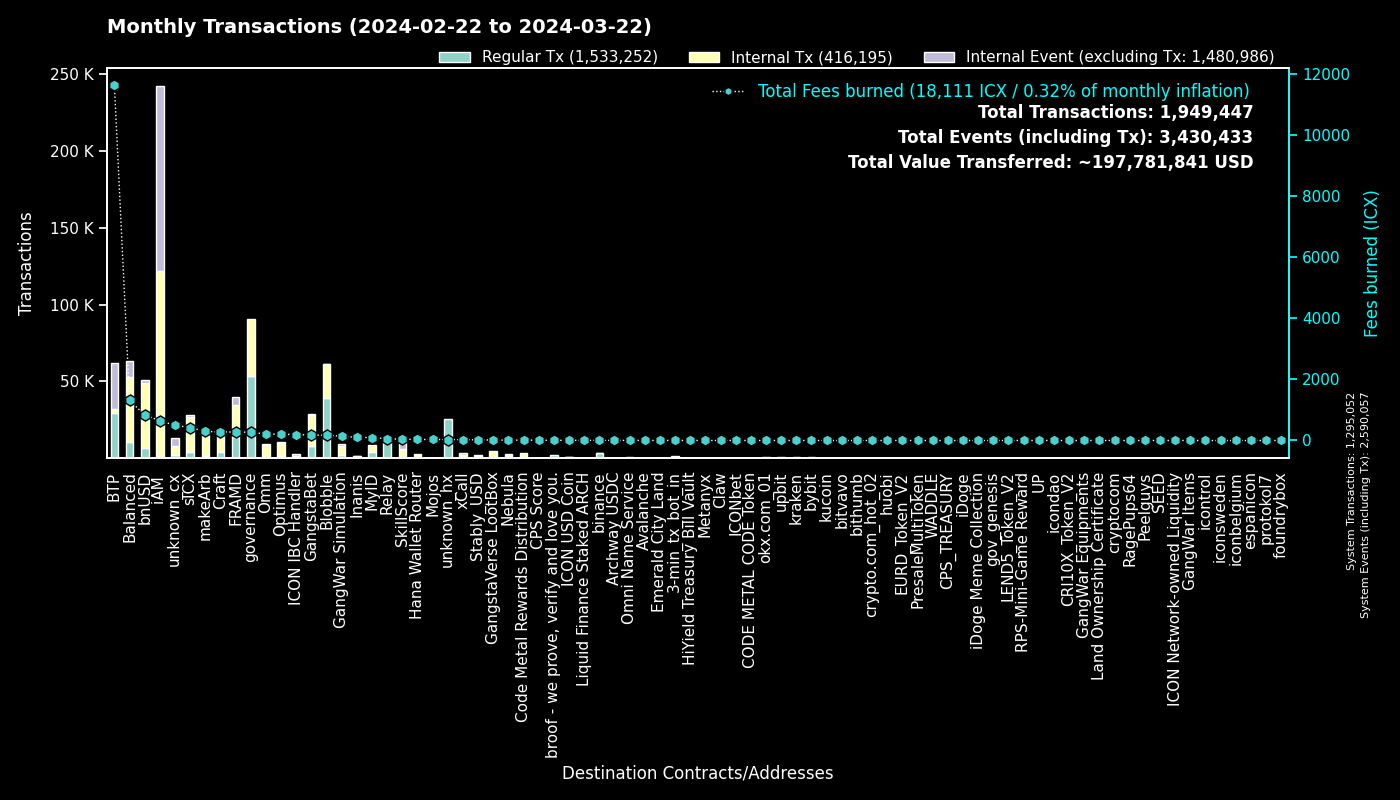 Monthly Transactions (2024-02-22 to 2024-03-22)
Regular Tx (1,533,252)
Internal Tx (416,195)
Internal Event (excluding Tx: 1,480,986)
Total Fees burned (18,111 ICX / 0.32% of monthly inflation)
Total Transactions: 1,949,447
Total Events (including Tx): 3,430,433
Total Value Transferred: ~197,781,841 USD
Transactions
250 K
200 K
150 K
100 K
50 K
12000
10000
8000
6000
4000
2000
0
Fees burned (ICX)
System Transactions: 1,295,052
System Events (including Tx): 2,590,057
BTP
Balanced
bnUSD
iAM
unknown_cx
sICX
makeArb
Craft
FRAMD
governance
Omm
Optimus
ICON IBC Handler
GangstaBet
Blobble
GangWar Simulation
Inanis
MyID
Relay
SkillScore
Hana Wallet Router
Mojos
unknown_hx
xCall
Stably_USD
GangstaVerse LootBox
Nebula
Code Metal Rewards Distribution
CPS Score
broof - we prove, verify and love you.
ICON USD Coin
Liquid Finance Staked ARCH
binance
Archway USDC
Omni Name Service
Avalanche
Emerald City Land
3-min_tx_bot_in
HiYield Treasury Bill Vault
Metanyx
Claw
ICONbet
CODE METAL CODE Token
okx.com_01
upbit
kraken
bybit
kucoin
bitvavo
bithumb
crypto.com_hot_02
huobi
EURD_Token_V2
PresaleMultiToken
WADDLE
CPS_TREASURY
iDoge
iDoge Meme Collection
gov_genesis
LEND5_Token_V2
RPS-Mini-Game Reward
UP
icondao
CRI10X_Token_V2
GangWar Equipments
Land Ownership Certificate
cryptocom
RagePups64
Peelguys
SEED
ICON Network-owned Liquidity
GangWar Items
icontrol
iconsweden
iconbelgium
espanicon
protokol7
foundrybox
Destination Contracts/Addresses